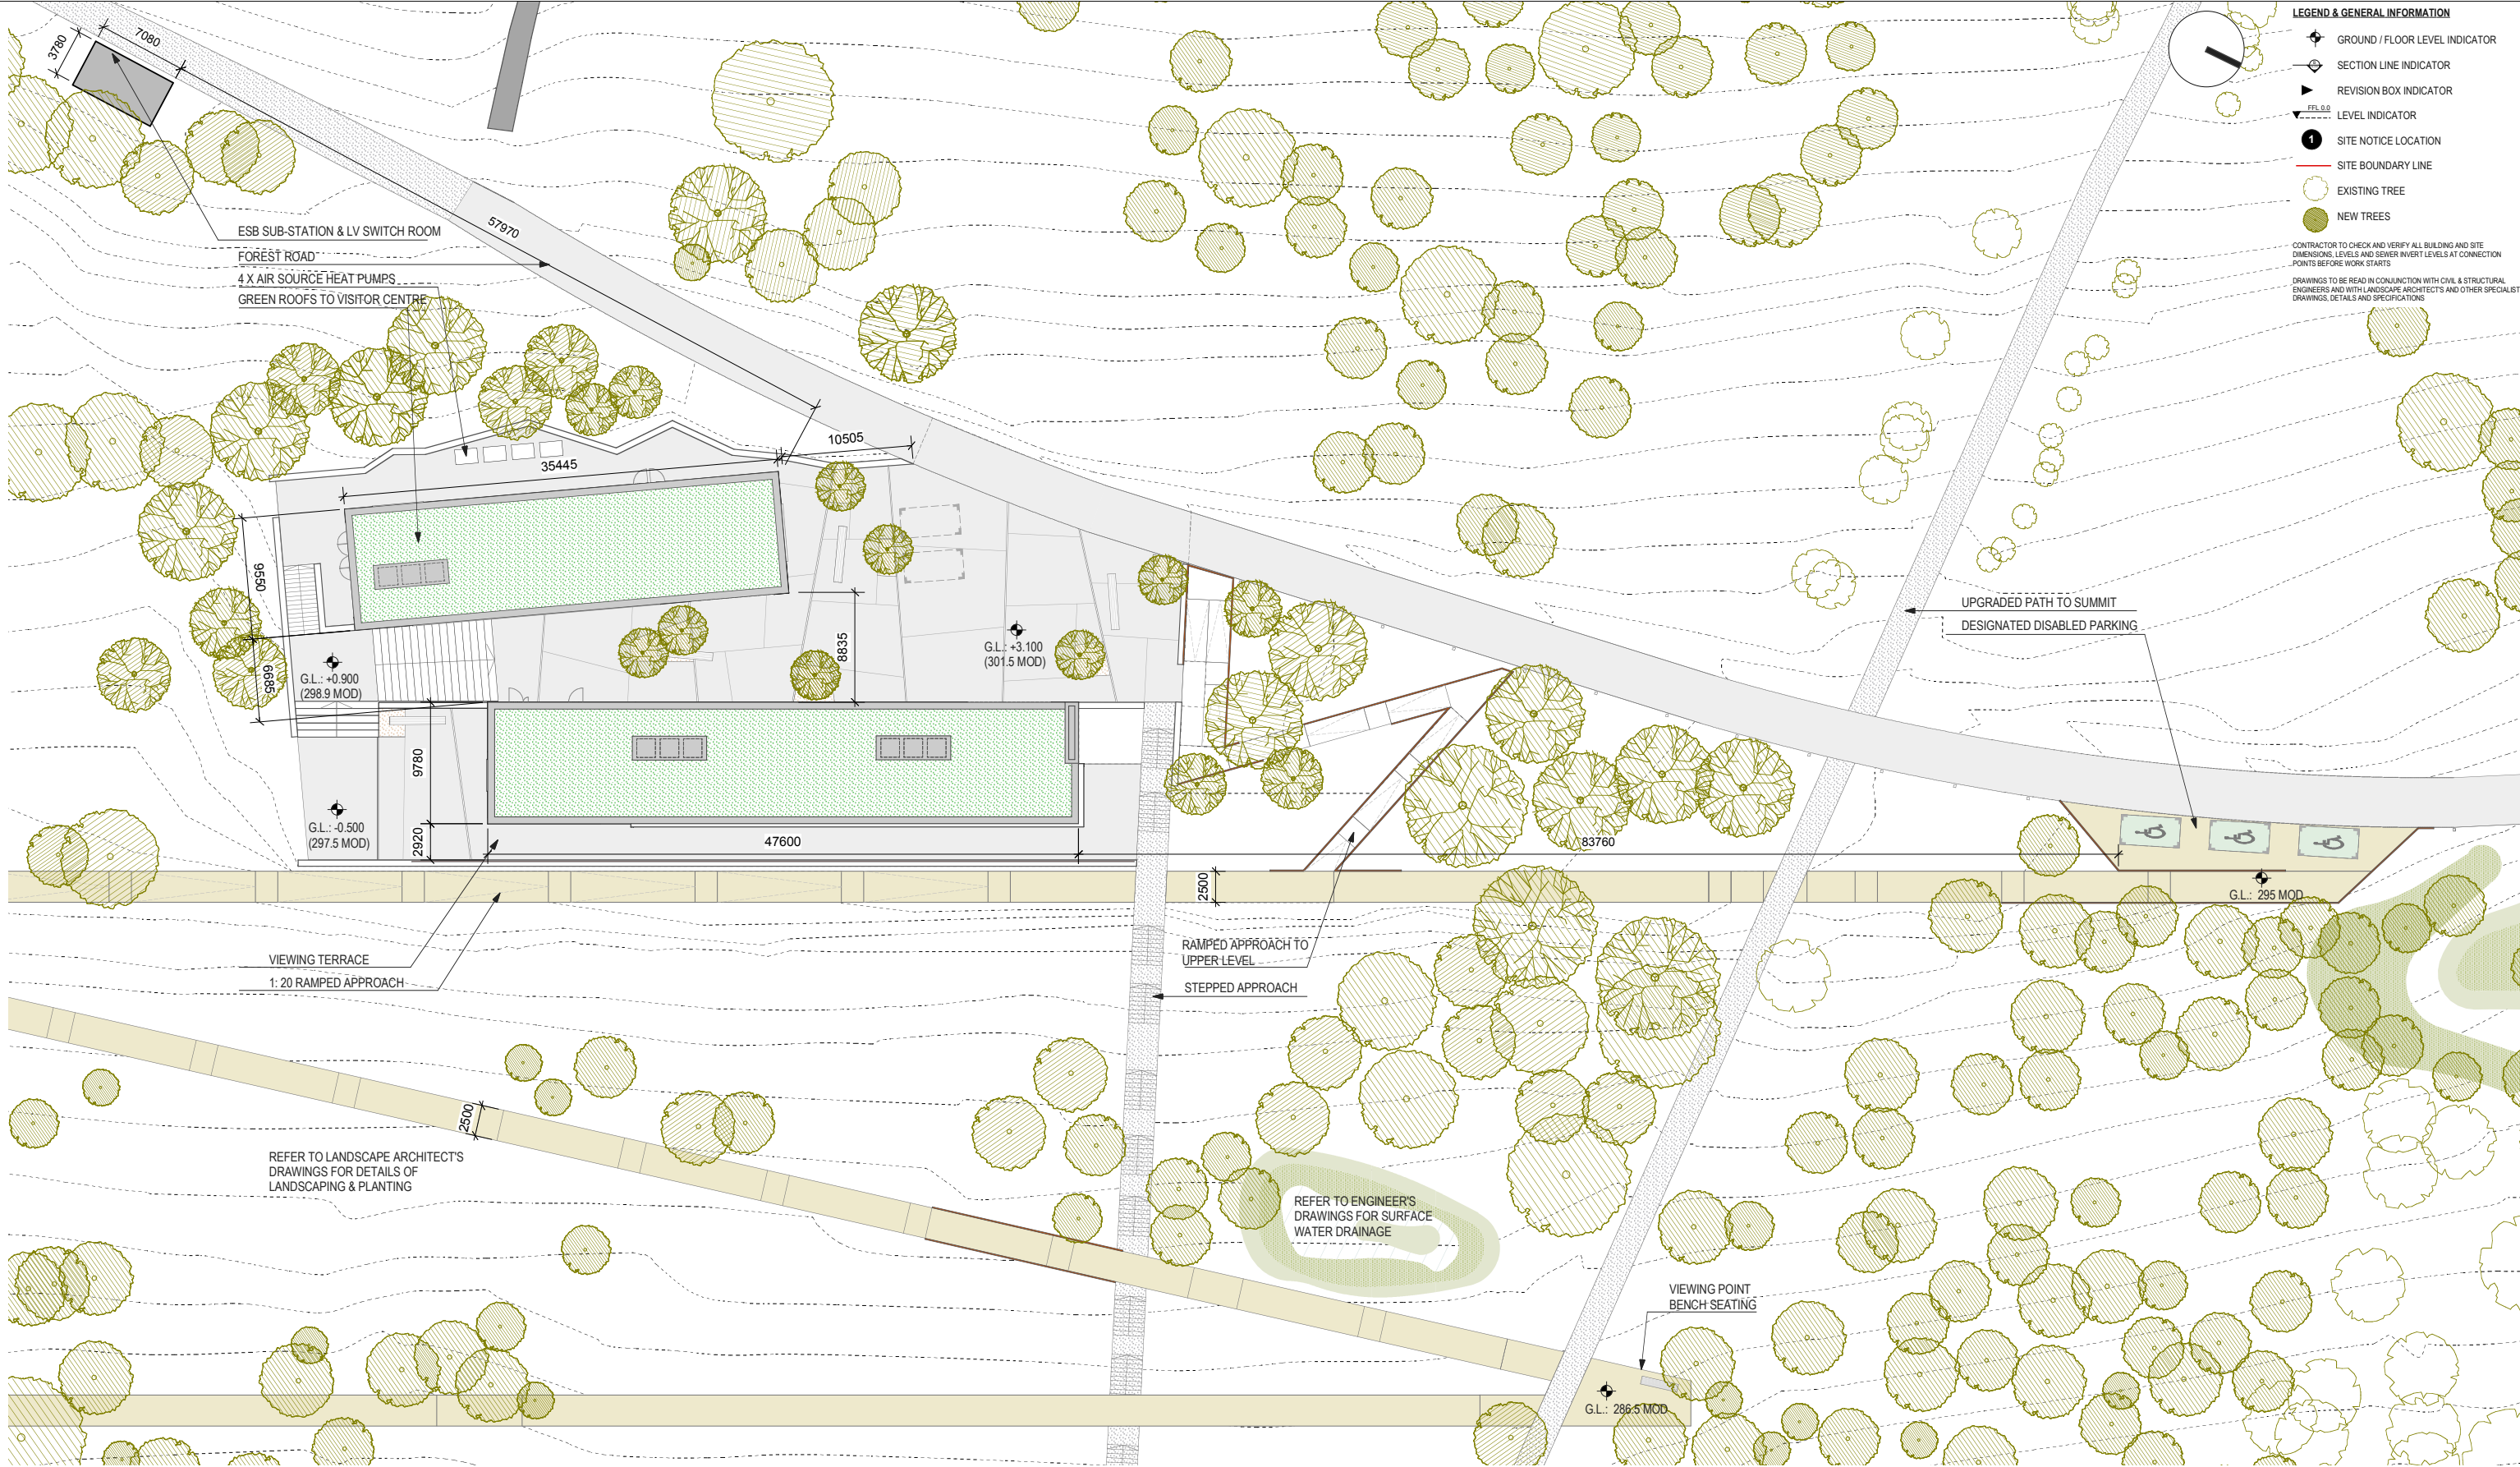 LEGEND & GENERAL INFORMATION
GROUND / FLOOR LEVEL INDICATOR
SECTION LINE INDICATOR
REVISION BOX INDICATOR
FFL 0.0
LEVEL INDICATOR
1
SITE NOTICE LOCATION
SITE BOUNDARY LINE
EXISTING TREE
NEW TREES
CONTRACTOR TO CHECK AND VERIFY ALL BUILDING AND SITE
DIMENSIONS, LEVELS AND SEWER INVERT LEVELS AT CONNECTION
POINTS BEFORE WORK STARTS
DRAWINGS TO BE READ IN CONJUNCTION WITH CIVIL & STRUCTURAL
ENGINEERS AND WITH LANDSCAPE ARCHITECT'S AND OTHER SPECIALIST
DRAWINGS, DETAILS AND SPECIFICATIONS
3780
7080
57970
ESB SUB-STATION & LV SWITCH ROOM
FOREST ROAD
4 X AIR SOURCE HEAT PUMPS
GREEN ROOFS TO VISITOR CENTRE
10505
35445
9550
8835
6685
G.L.: +3.100
(301.5 MOD)
G.L.: +0.900
(298.9 MOD)
UPGRADED PATH TO SUMMIT
DESIGNATED DISABLED PARKING
9780
G.L.: -0.500
(297.5 MOD)
2920
47600
83760
2500
G.L.: 295 MOD
VIEWING TERRACE
1: 20 RAMPED APPROACH
RAMPED APPROACH TO
UPPER LEVEL
STEPPED APPROACH
2500
REFER TO LANDSCAPE ARCHITECT'S
DRAWINGS FOR DETAILS OF
LANDSCAPING & PLANTING
REFER TO ENGINEER'S
DRAWINGS FOR SURFACE
WATER DRAINAGE
VIEWING POINT
BENCH SEATING
G.L.: 286.5 MOD